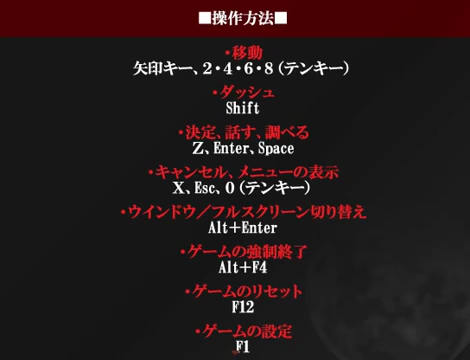 ■操作方法■
・移動
矢印キー、2・4・6・8(テンキー)
・ダッシュ
Shift
・決定、話す、調べる
Z、Enter、Space
・キャンセル、メニューの表示
X、Esc、0(テンキー)
・ウインドウ/フルスクリーン切り替え
Alt+Enter
・ゲームの強制終了
Alt+F4
・ゲームのリセット
F12
・ゲームの設定
F1